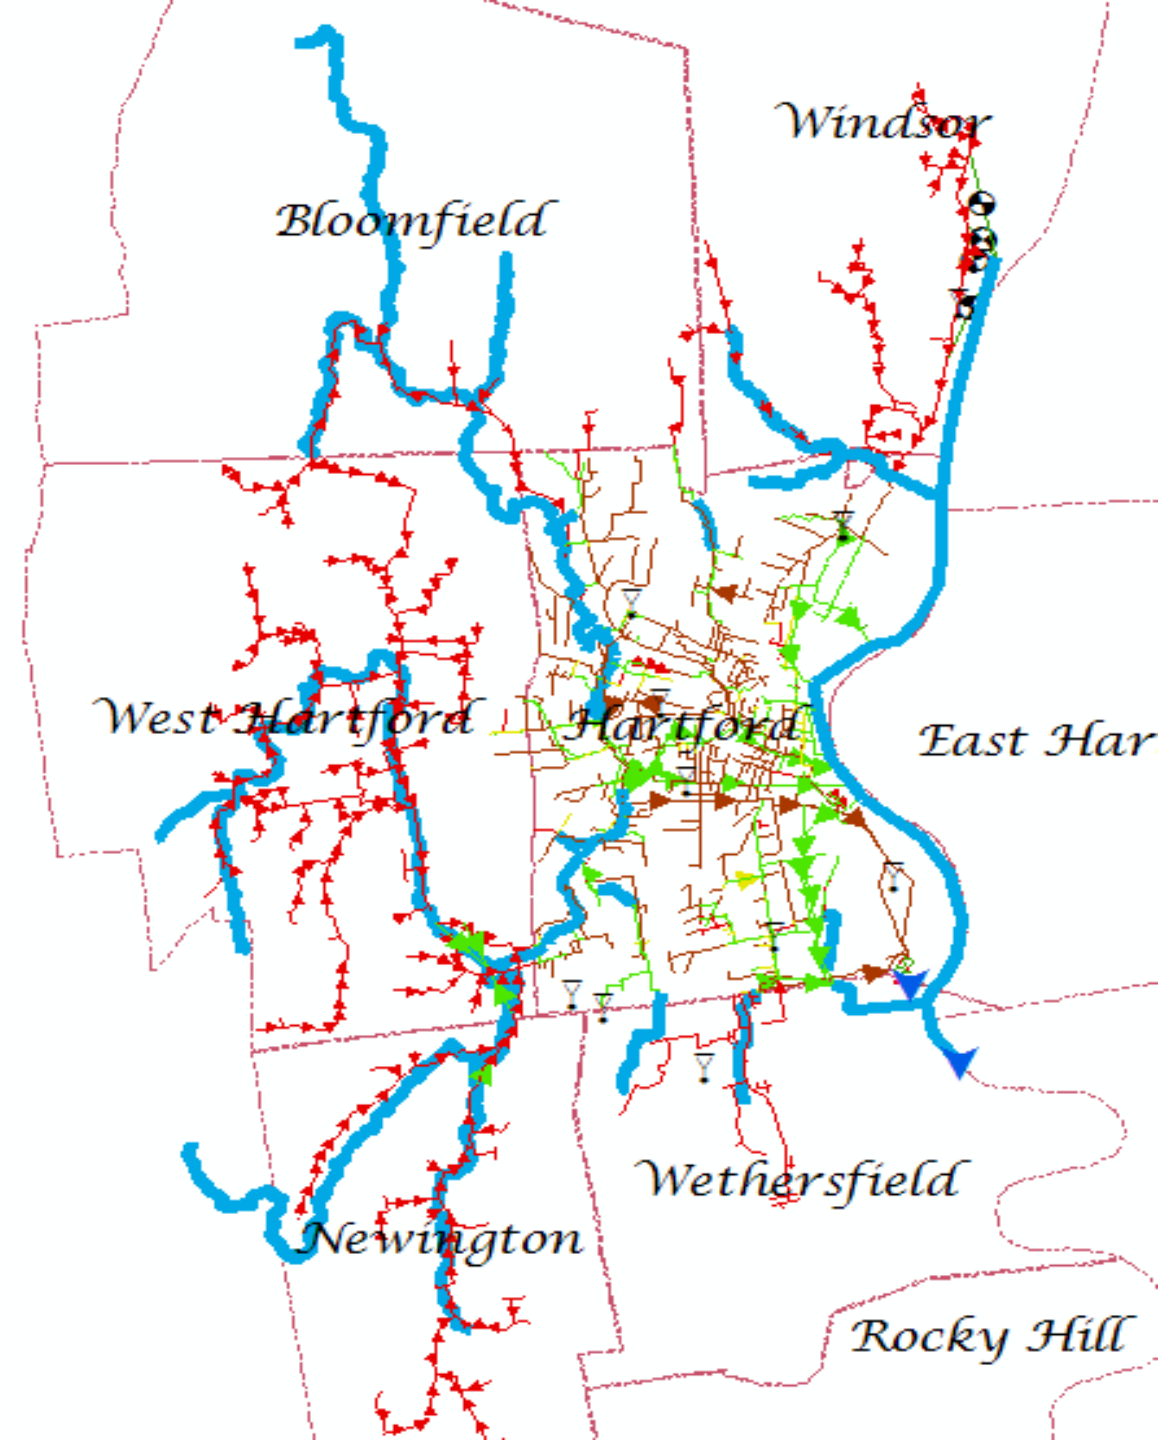 Windsor
Bloomfield
West Hartford
Hartford
East Har
Wethersfield
Newington
Rocky Hill